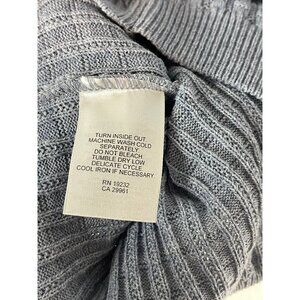 TURN INSIDE OUT
MACHINE WASH COLD
SEPARATELY
DO NOT BLEACH
TUMBLE DRY LOW
DELICATE CYCLE
COOL IRON IF NECESSARY
RN 19232
CA 29961